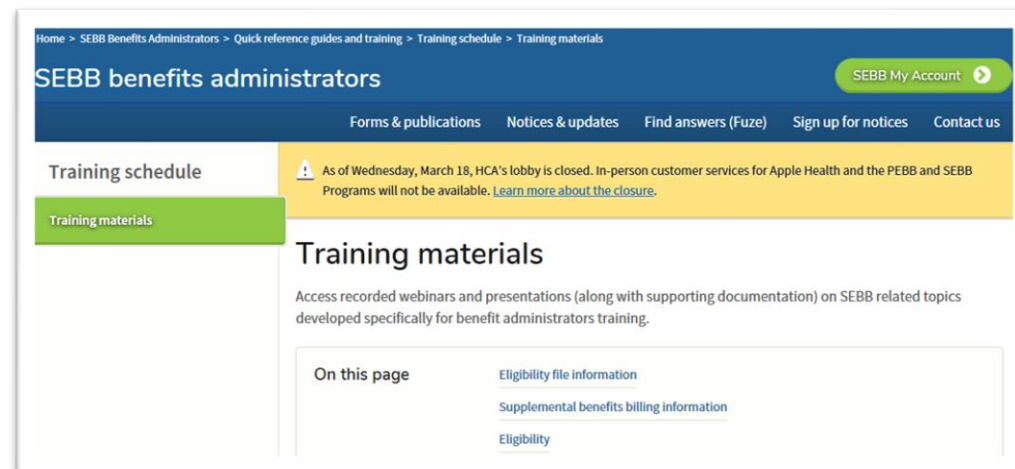 Home > SEBB Benefits Administrators > Quick reference guides and training > Training schedule > Training materials
SEBB benefits administrators
SEBB My Account
Forms & publications Notices & updates Find answers (Fuze) Sign up for notices Contact us
Training schedule
Training materials
As of Wednesday, March 18, HCA's lobby is closed. In-person customer services for Apple Health and the PEBB and SEBB
Programs will not be available. Learn more about the closure.
Training materials
Access recorded webinars and presentations (along with supporting documentation) on SEBB related topics
developed specifically for benefit administrators training.
On this page
Eligibility file information
Supplemental benefits billing information
Eligibility